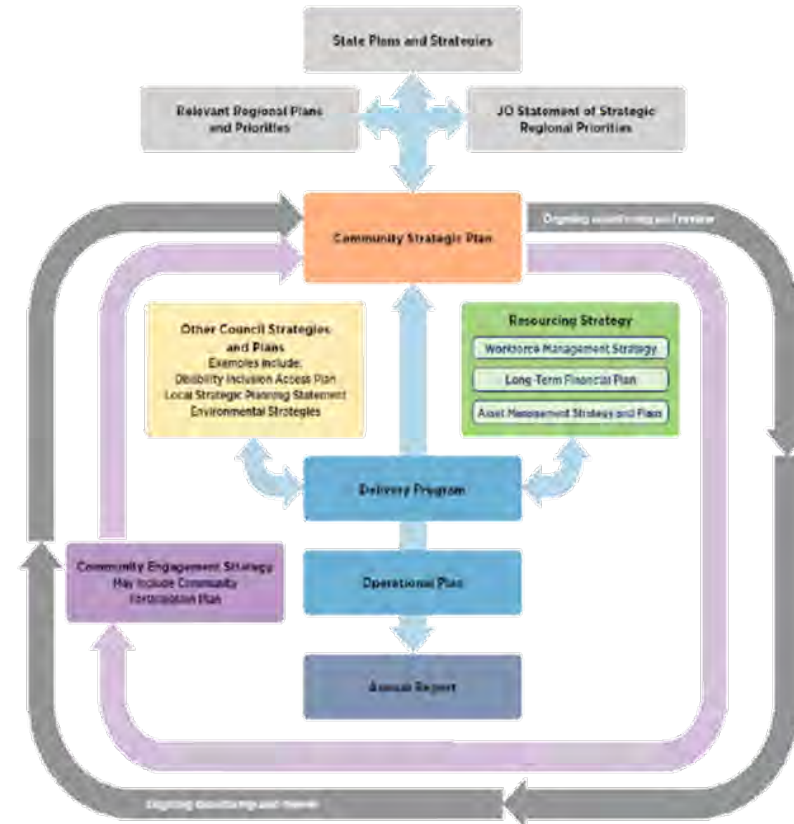 State Plans and Strategies
Relevant Regional Plans
and Priorities
JO Statement of Strategic
Regional Priorities
Community Strategic Plan
Ongoing monitoring and review
Other Council Strategies
and Plans
Examples include:
Disability Inclusion Access Plan
Local Strategic Planning Statement
Environmental Strategies
Resourcing Strategy
Workforce Management Strategy
Long-Term Financial Plan
Asset Management Strategy and Plans
Delivery Program
Community Engagement Strategy
May Include Community
Participation Plan
Operational Plan
Annual Report
Ongoing monitoring and review